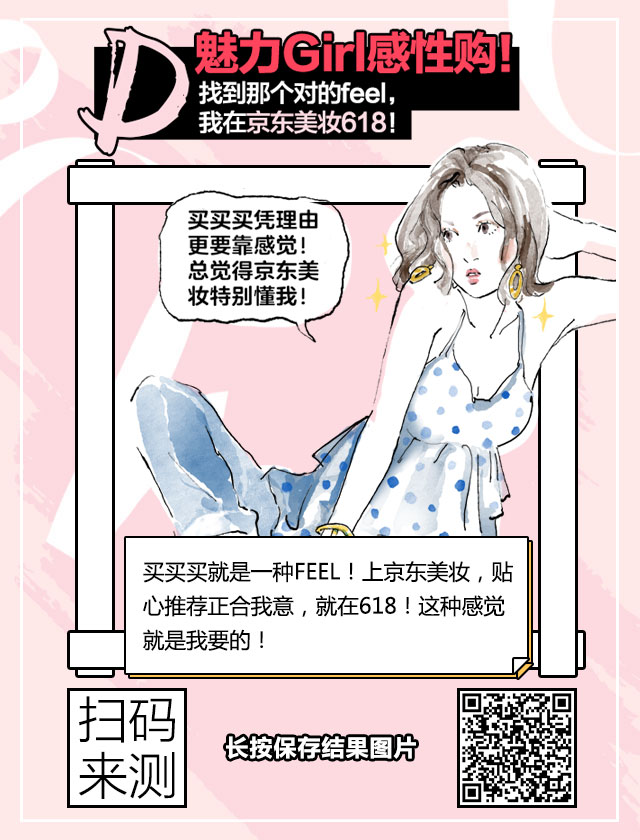 D
魅力Girl感性购!
找到那个对的feel,
我在京东美妆618!
买买买凭理由
更要靠感觉!
总觉得京东美
妆特别懂我!
买买买就是一种FEEL！上京东美妆，贴
心推荐正合我意，就在618！这种感觉
就是我要的！
扫码
来测
长按保存结果图片